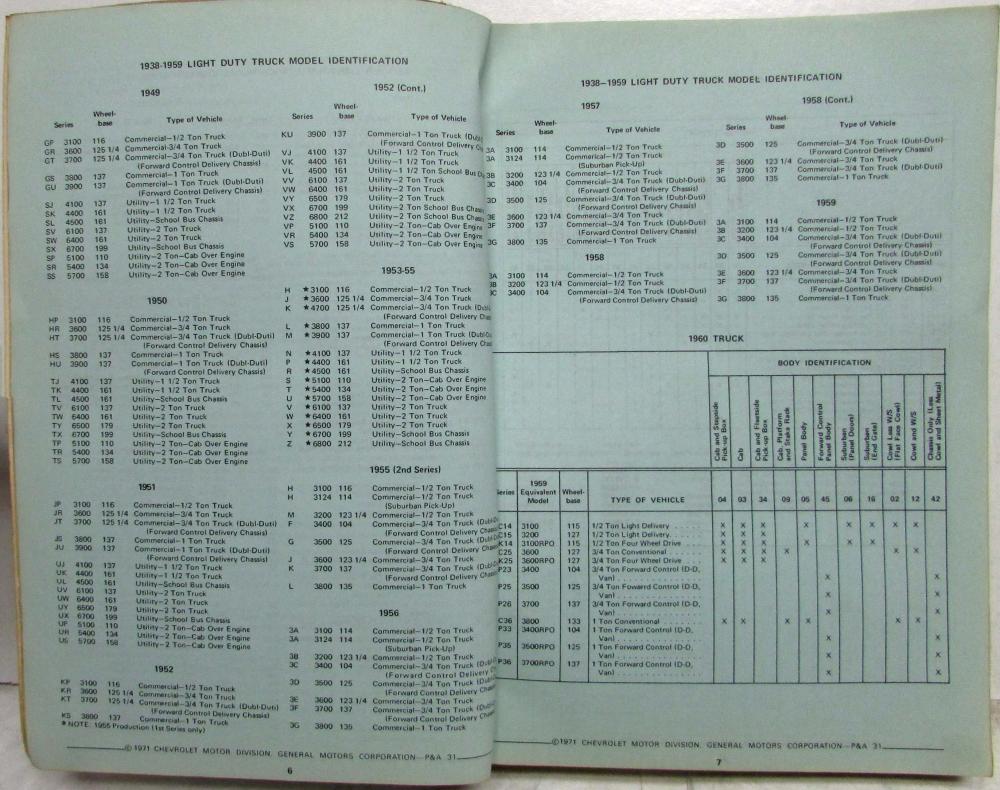 1938-1959 LIGHT DUTY TRUCK MODEL IDENTIFICATION
1949
Series Wheel-base Type of Vehicle
GP 3100 116 Commercial-1/2 Ton Truck
GR 3600 125 1/4 Commercial-3/4 Ton Truck
GT 3700 125 1/4 Commercial-3/4 Ton Truck (Dubl-Duti)
(Forward Control Delivery Chassis)
GS 3800 137 Commercial-1 Ton Truck
GU 3900 137 Commercial-1 Ton Truck (Dubl-Duti)
(Forward Control Delivery Chassis)
SJ 4100 137 Utility-1 1/2 Ton Truck
SK 4400 161 Utility-1 1/2 Ton Truck
SL 4500 161 Utility-School Bus Chassis
SV 6100 137 Utility-2 Ton Truck
SW 6400 161 Utility-2 Ton Truck
SX 6700 199 Utility-School Bus Chassis
SP 5100 110 Utility-2 Ton-Cab Over Engine
SR 5400 134 Utility-2 Ton-Cab Over Engine
SS 5700 158 Utility-2 Ton-Cab Over Engine
1950
HP 3100 116 Commercial-1/2 Ton Truck
HR 3600 125 1/4 Commercial-3/4 Ton Truck
HT 3700 125 1/4 Commercial-3/4 Ton Truck (Dubl-Duti)
(Forward Control Delivery Chassis)
HS 3800 137 Commercial-1 Ton Truck
HU 3900 137 Commercial-1 Ton Truck (Dubl-Duti)
(Forward Control Delivery Chassis)
TJ 4100 137 Utility-1 1/2 Ton Truck
TK 4400 161 Utility-1 1/2 Ton Truck
TL 4500 161 Utility-School Bus Chassis
TV 6100 137 Utility-2 Ton Truck
TW 6400 161 Utility-2 Ton Truck
TY 6500 179 Utility-2 Ton Truck
TX 6700 199 Utility-School Bus Chassis
TP 5100 110 Utility-2 Ton-Cab Over Engine
TR 5400 134 Utility-2 Ton-Cab Over Engine
TS 5700 158 Utility-2 Ton-Cab Over Engine
1951
JP 3100 116 Commercial-1/2 Ton Truck
JR 3600 125 1/4 Commercial-3/4 Ton Truck
JT 3700 125 1/4 Commercial-3/4 Ton Truck (Dubl-Duti)
(Forward Control Delivery Chassis)
JS 3800 137 Commercial-1 Ton Truck
JU 3900 137 Commercial-1 Ton Truck (Dubl-Duti)
(Forward Control Delivery Chassis)
UJ 4100 137 Utility-1 1/2 Ton Truck
UK 4400 161 Utility-1 1/2 Ton Truck
UL 4500 161 Utility-School Bus Chassis
UV 6100 137 Utility-2 Ton Truck
UW 6400 161 Utility-2 Ton Truck
UY 6500 179 Utility-2 Ton Truck
UX 6700 199 Utility-School Bus Chassis
UP 5100 110 Utility-2 Ton-Cab Over Engine
UR 5400 134 Utility-2 Ton-Cab Over Engine
US 5700 158 Utility-2 Ton-Cab Over Engine
1952
KP 3100 116 Commercial-1/2 Ton Truck
KR 3600 125 1/4 Commercial-3/4 Ton Truck
KT 3700 125 1/4 Commercial-3/4 Ton Truck (Dubl-Duti)
(Forward Control Delivery Chassis)
KS 3800 137 Commercial-1 Ton Truck
★NOTE: 1955 Production (1st Series only)
1952 (Cont.)
Series Wheel-base Type of Vehicle
KU 3900 137 Commercial-1 Ton Truck (Dubl
(Forward Control Delivery
VJ 4100 137 Utility-1 1/2 Ton Truck
VK 4400 161 Utility-1 1/2 Ton Truck
VL 4500 161 Utility-1 1/2 Ton School Bus
VV 6100 137 Utility-2 Ton Truck
VW 6400 161 Utility-2 Ton Truck
VY 6500 179 Utility-2 Ton Truck
VX 6700 199 Utility-2 Ton School Bus
VZ 6800 212 Utility-2 Ton School Bus
VP 5100 110 Utility-2 Ton-Cab Over Engine
VR 5400 134 Utility-2 Ton-Cab Over Engine
VS 5700 158 Utility-2 Ton-Cab Over Engine
1953-55
H ★3100 116 Commercial-1/2 Ton Truck
J ★3600 125 1/4 Commercial-3/4 Ton Truck
K ★4700 125 1/4 Commercial-3/4 Ton Truck (Dubl
(Forward Control Delivery
L ★3800 137 Commercial-1 Ton Truck
M ★3900 137 Commercial-1 Ton Truck
(Forward Control Delivery Cha
N ★4100 137 Utility-1 1/2 Ton Truck
P ★4400 161 Utility-1 1/2 Ton Truck
R ★4500 161 Utility-School Bus Chassis
S ★5100 110 Utility-2 Ton-Cab Over Engine
T ★5400 134 Utility-2 Ton-Cab Over Engine
U ★5700 158 Utility-2 Ton-Cab Over Engine
V ★6100 137 Utility-2 Ton Truck
W ★6400 161 Utility-2 Ton Truck
X ★6500 179 Utility-2 Ton Truck
Y ★6700 199 Utility-School Bus Chassis
Z ★6800 212 Utility-School Bus Chassis
1955 (2nd Series)
H 3100 116 Commercial-1/2 Ton Truck
H 3124 114 Commercial-1/2 Ton Truck
(Suburban Pick-Up)
M 3200 123 1/4 Commercial-1/2 Ton Truck
F 3400 104 Commercial-3/4 Ton Truck (Dubl
(Forward Control Delivery
G 3500 125 Commercial-3/4 Ton Truck (Dubl
(Forward Control Delivery
J 3600 123 1/4 Commercial-3/4 Ton Truck
K 3700 137 Commercial-3/4 Ton Truck (Dubl
(Forward Control Delivery
L 3800 135 Commercial-1 Ton Truck
1956
3A 3100 114 Commercial-1/2 Ton Truck
3A 3124 114 Commercial-1/2 Ton Truck
(Suburban Pick-Up)
3B 3200 123 1/4 Commercial-1/2 Ton Truck
3C 3400 104 Commercial-3/4 Ton Truck (Dubl
(Forward Control Delivery
3D 3500 125 Commercial-3/4 Ton Truck (Dubl
(Forward Control Delivery
3E 3600 123 1/4 Commercial-3/4 Ton Truck
3F 3700 137 Commercial-3/4 Ton Truck (Dubl
(Forward Control Delivery
3G 3800 135 Commercial-1 Ton Truck
©1971 CHEVROLET MOTOR DIVISION, GENERAL MOTORS CORPORATION-P&A 31
6
1938-1959 LIGHT DUTY TRUCK MODEL IDENTIFICATION
1957
Series Wheel-base Type of Vehicle
3A 3100 114 Commercial-1/2 Ton Truck
3A 3124 114 Commercial-1/2 Ton Truck
(Suburban Pick-Up)
3B 3200 123 1/4 Commercial-1/2 Ton Truck
3C 3400 104 Commercial-3/4 Ton Truck (Dubl-Duti)
(Forward Control Delivery Chassis)
3D 3500 125 Commercial-3/4 Ton Truck (Dubl-Duti)
(Forward Control Delivery Chassis)
3E 3600 123 1/4 Commercial-3/4 Ton Truck
3F 3700 137 Commercial-3/4 Ton Truck (Dubl-Duti)
(Forward Control Delivery Chassis)
3G 3800 135 Commercial-1 Ton Truck
1958
3A 3100 114 Commercial-1/2 Ton Truck
3B 3200 123 1/4 Commercial-1/2 Ton Truck
3C 3400 104 Commercial-3/4 Ton Truck (Dubl-Duti)
(Forward Control Delivery Chassis)
1958 (Cont.)
Series Wheel-base Type of Vehicle
3D 3500 125 Commercial-3/4 Ton Truck (Dubl-Duti)
(Forward Control Delivery Chassis)
3E 3600 123 1/4 Commercial-3/4 Ton Truck
3F 3700 137 Commercial-3/4 Ton Truck (Dubl-Duti)
(Forward Control Delivery Chassis)
3G 3800 135 Commercial-1 Ton Truck
1959
3A 3100 114 Commercial-1/2 Ton Truck
3B 3200 123 1/4 Commercial-1/2 Ton Truck
3C 3400 104 Commercial-3/4 Ton Truck (Dubl-Duti)
(Forward Control Delivery Chassis)
3D 3500 125 Commercial-3/4 Ton Truck (Dubl-Duti)
(Forward Control Delivery Chassis)
3E 3600 123 1/4 Commercial-3/4 Ton Truck
3F 3700 137 Commercial-3/4 Ton Truck (Dubl-Duti)
(Forward Control Delivery Chassis)
3G 3800 135 Commercial-1 Ton Truck
1960 TRUCK
BODY IDENTIFICATION
Cab and Stepside Pick-up Box
Cab
Cab and Fleetside Pick-up Box
Cab, Platform and Stake Rack
Panel Body
Forward Control Panel Body
Suburban (Panel Doors)
Suburban (End Gate)
Cowl Less W/S (Flat Face Cowl)
Cowl and W/S
Chassis Only (Less Cowl and Sheet Metal)
Series 1959 Equivalent Model Wheel-base TYPE OF VEHICLE 04 03 34 09 05 45 06 16 02 12 42
C14 3100 115 1/2 Ton Light Delivery X X X X X X X X
C15 3200 127 1/2 Ton Light Delivery X X X
K14 3100RPO 115 1/2 Ton Four Wheel Drive X X X X X X
C25 3600 127 3/4 Ton Conventional X X X X X X
K25 3600RPO 127 3/4 Ton Four Wheel Drive X X X
P23 3400 104 3/4 Ton Forward Control (D-D,
Van) X X
P25 3500 125 3/4 Ton Forward Control (D-D,
Van) X X
P26 3700 137 3/4 Ton Forward Control (D-D,
Van) X X
C36 3800 133 1 Ton Conventional X X X X X X
P33 3400RPO 104 1 Ton Forward Control (D-D,
Van) X X
P35 3500RPO 125 1 Ton Forward Control (D-D,
Van) X X
P36 3700RPO 137 1 Ton Forward Control (D-D,
Van) X X
©1971 CHEVROLET MOTOR DIVISION, GENERAL MOTORS CORPORATION-P&A 31
7